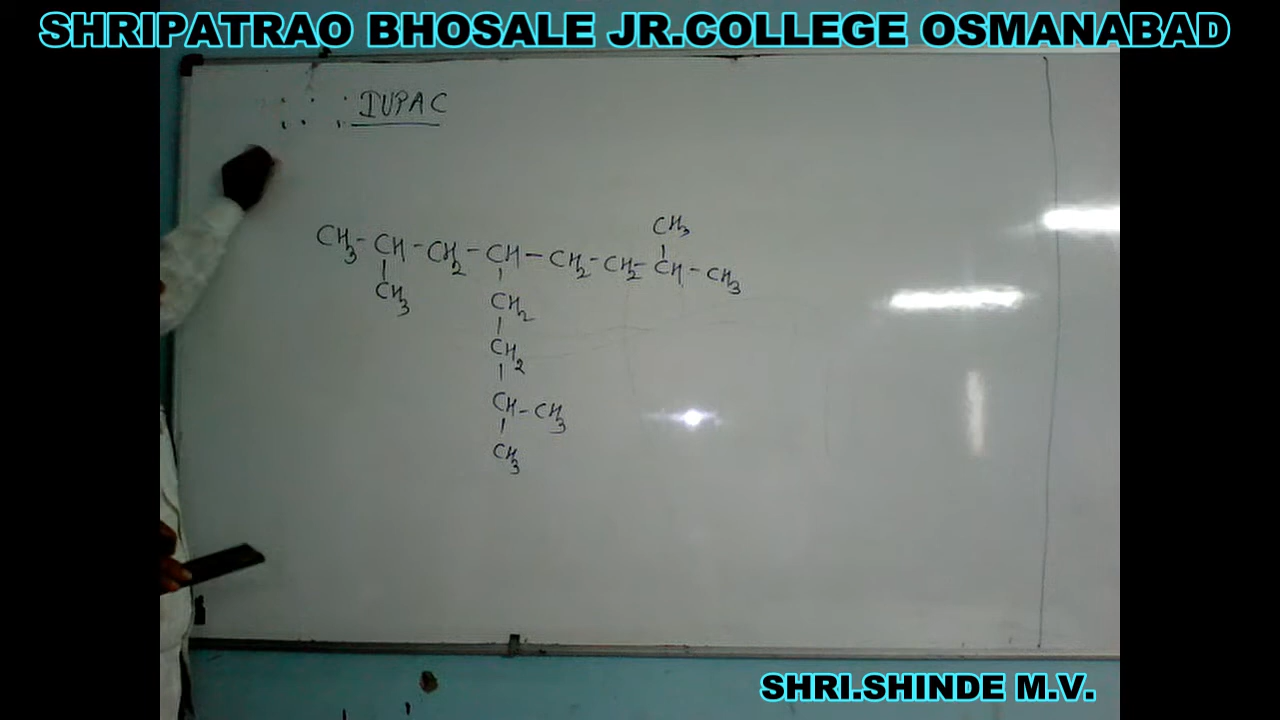 SHRIPATRAO BHOSALE JR.COLLEGE OSMANABAD
IUPAC
CH3
CH3-CH-CH2-CH-CH2-CH2-CH-CH3
CH3
CH2
CH2
CH-CH3
CH3
SHRI.SHINDE M.V.